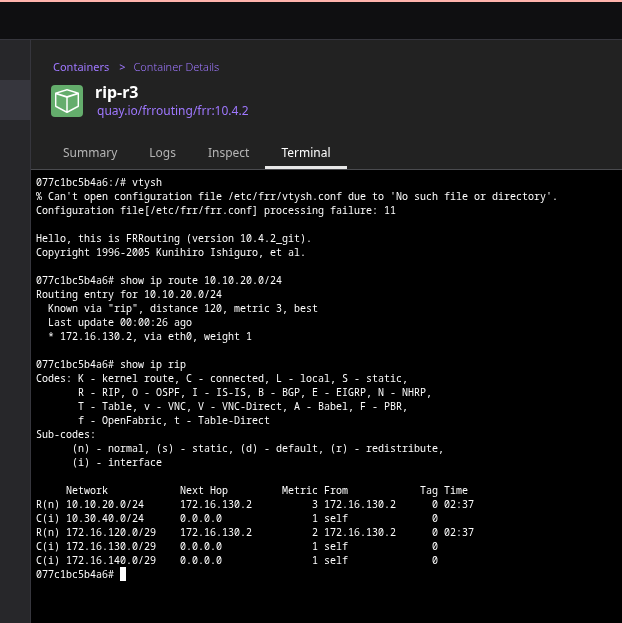 Containers > Container Details
rip-r3
quay.io/frrouting/frr:10.4.2
Summary Logs Inspect Terminal
077c1bc5b4a6:/# vtysh
% Can't open configuration file /etc/frr/vtysh.conf due to 'No such file or directory'.
Configuration file[/etc/frr/frr.conf] processing failure: 11

Hello, this is FRRouting (version 10.4.2_git).
Copyright 1996-2005 Kunihiro Ishiguro, et al.

077c1bc5b4a6# show ip route 10.10.20.0/24
Routing entry for 10.10.20.0/24
  Known via "rip", distance 120, metric 3, best
  Last update 00:00:26 ago
  * 172.16.130.2, via eth0, weight 1

077c1bc5b4a6# show ip rip
Codes: K - kernel route, C - connected, L - local, S - static,
       R - RIP, O - OSPF, I - IS-IS, B - BGP, E - EIGRP, N - NHRP,
       T - Table, v - VNC, V - VNC-Direct, A - Babel, F - PBR,
       f - OpenFabric, t - Table-Direct
Sub-codes:
      (n) - normal, (s) - static, (d) - default, (r) - redistribute,
      (i) - interface

     Network            Next Hop         Metric From            Tag Time
R(n) 10.10.20.0/24      172.16.130.2          3 172.16.130.2      0 02:37
C(i) 10.30.40.0/24      0.0.0.0               1 self              0
R(n) 172.16.120.0/29    172.16.130.2          2 172.16.130.2      0 02:37
C(i) 172.16.130.0/29    0.0.0.0               1 self              0
C(i) 172.16.140.0/29    0.0.0.0               1 self              0
077c1bc5b4a6#